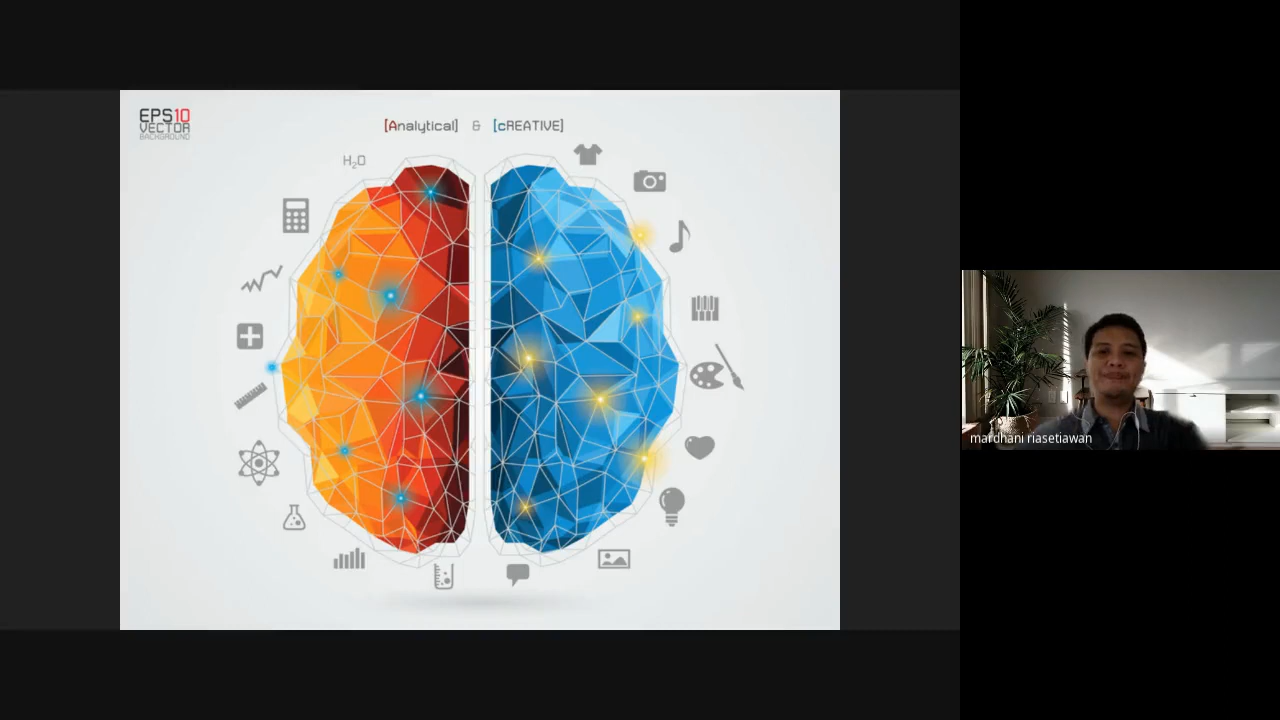 EPS10
VECTOR
BACKGROUND
[Analytical] & [cREATIVE]
H₂O
mardhani riasetiawan